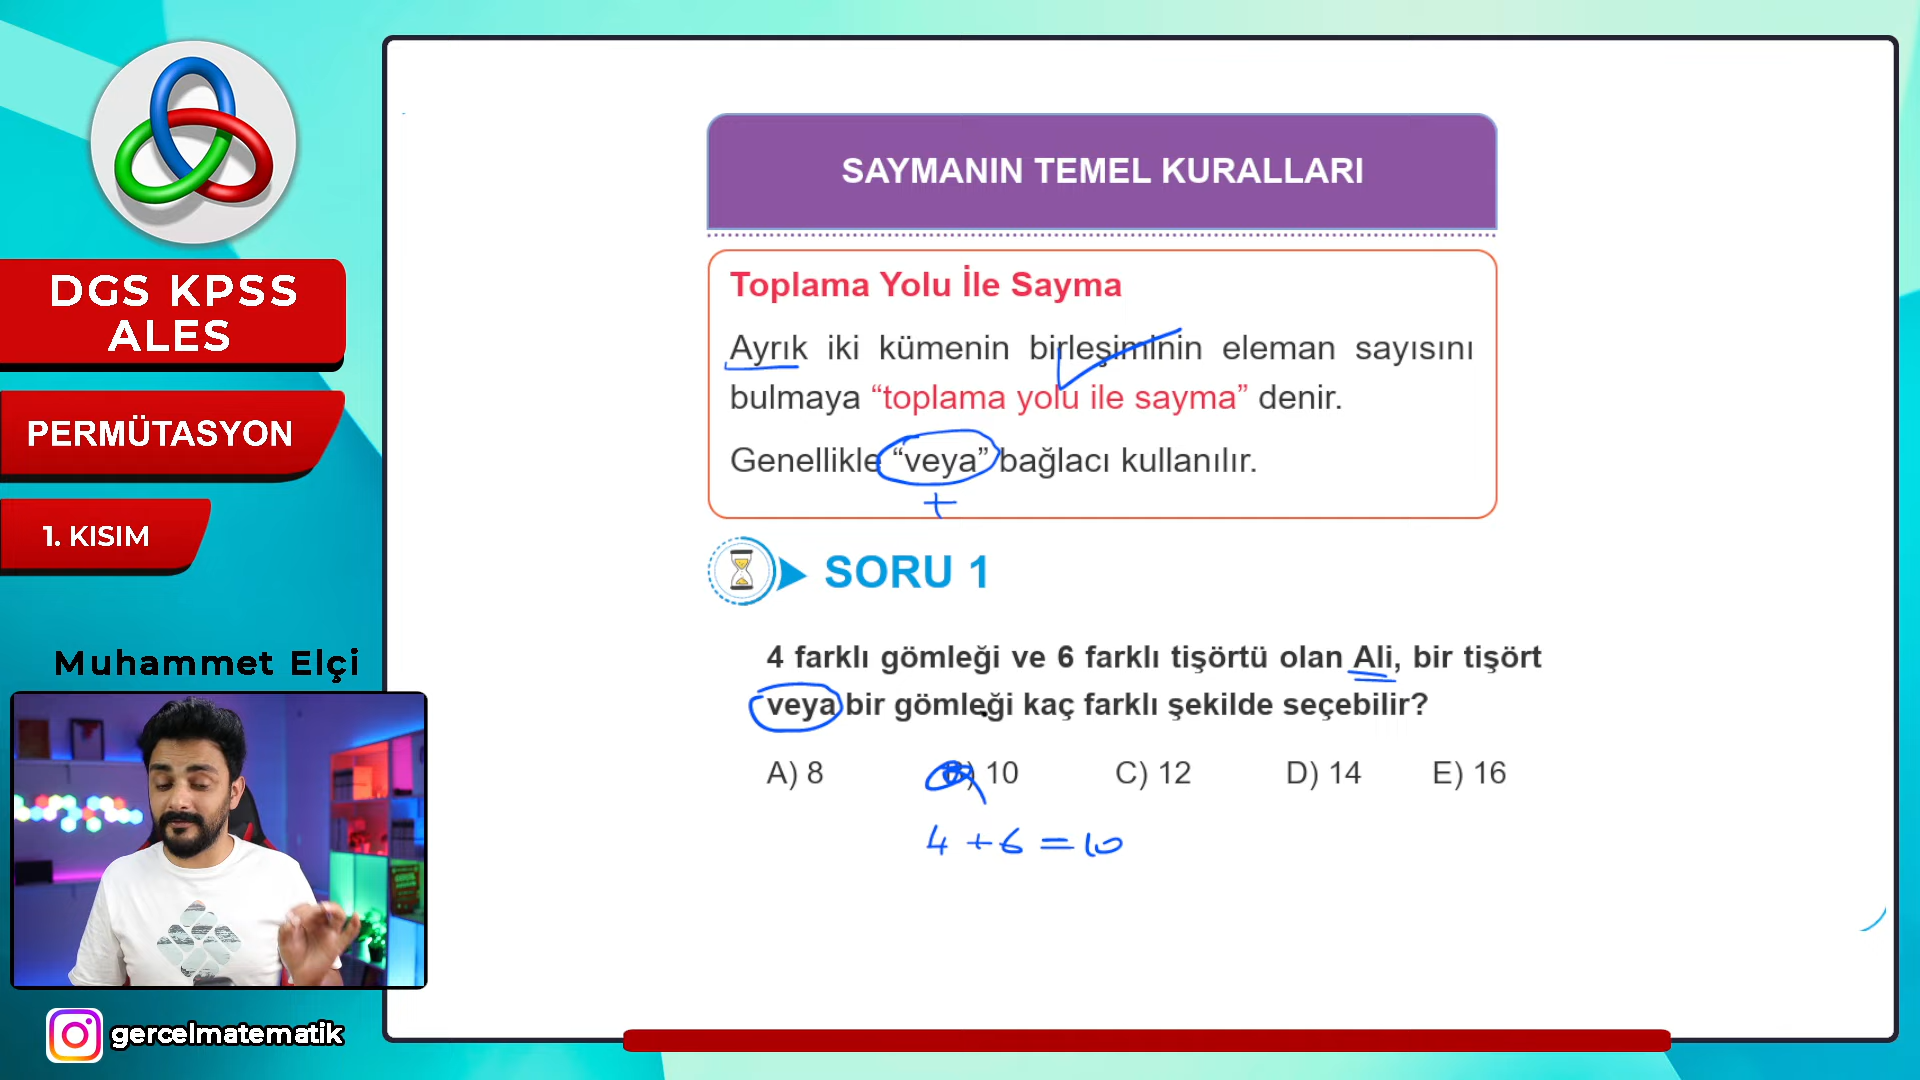 DGS KPSS
ALES
PERMÜTASYON
1. KISIM
Muhammet Elçi
gercelmatematik
SAYMANIN TEMEL KURALLARI
Toplama Yolu İle Sayma
Ayrık iki kümenin birleşiminin eleman sayısını
bulmaya “toplama yolu ile sayma” denir.
Genellikle “veya” bağlacı kullanılır.
+
SORU 1
4 farklı gömleği ve 6 farklı tişörtü olan Ali, bir tişört
veya bir gömleği kaç farklı şekilde seçebilir?
A) 8 B) 10 C) 12 D) 14 E) 16
4 + 6 = 10